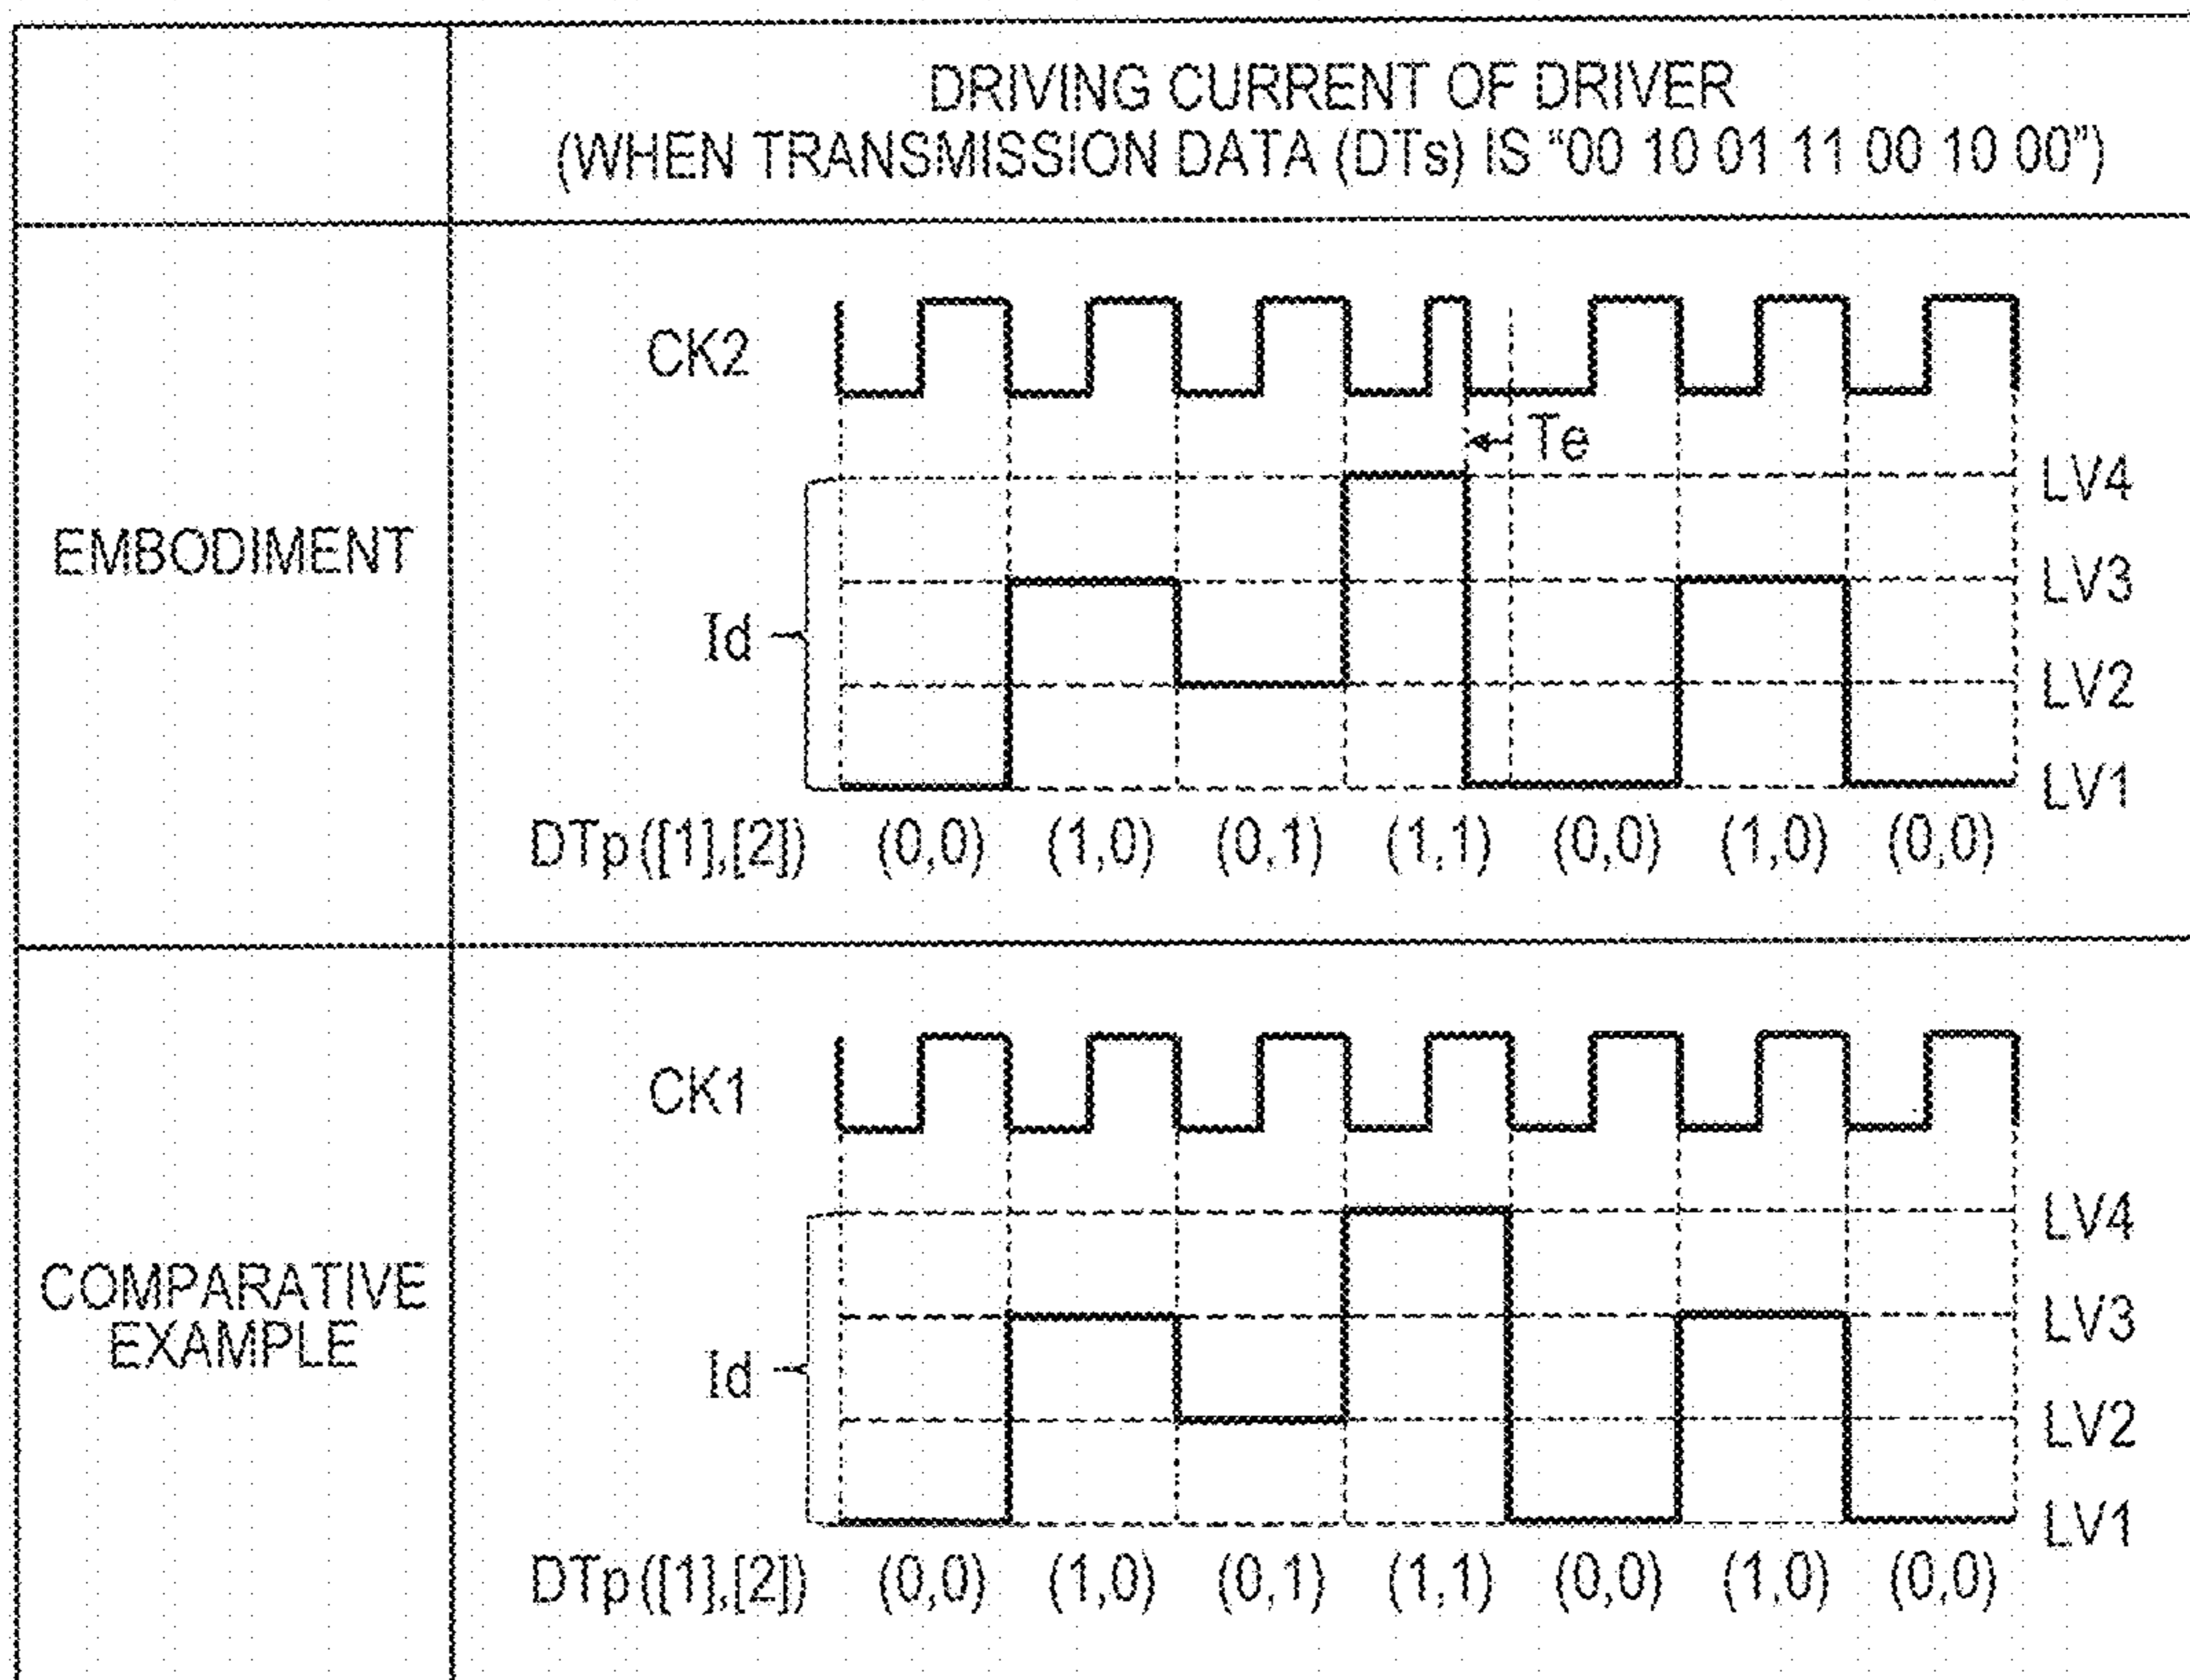 DRIVING CURRENT OF DRIVER
(WHEN TRANSMISSION DATA (DTs) IS “00 10 01 11 00 10 00”)
EMBODIMENT
CK2
Te
Id
LV4
LV3
LV2
LV1
DTp([1],[2]) (0,0) (1,0) (0,1) (1,1) (0,0) (1,0) (0,0)
COMPARATIVE
EXAMPLE
CK1
Id
LV4
LV3
LV2
LV1
DTp([1],[2]) (0,0) (1,0) (0,1) (1,1) (0,0) (1,0) (0,0)